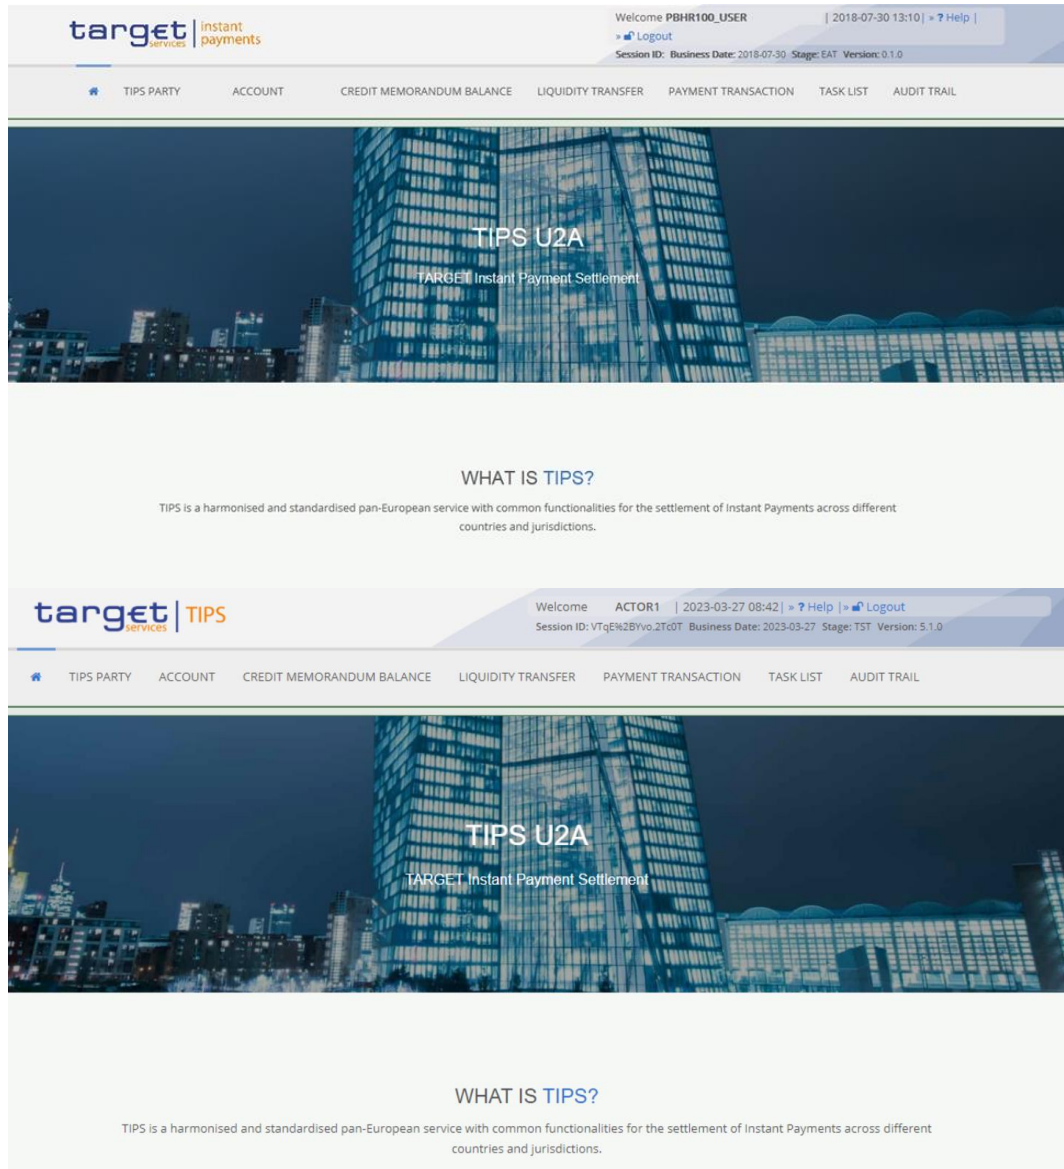 target services | instant payments
Welcome PBHR100_USER | 2018-07-30 13:10| » ? Help |
» Logout
Session ID: Business Date: 2018-07-30 Stage: EAT Version: 0.1.0
TIPS PARTY ACCOUNT CREDIT MEMORANDUM BALANCE LIQUIDITY TRANSFER PAYMENT TRANSACTION TASK LIST AUDIT TRAIL
TIPS U2A
TARGET Instant Payment Settlement
WHAT IS TIPS?
TIPS is a harmonised and standardised pan-European service with common functionalities for the settlement of Instant Payments across different
countries and jurisdictions.
target services | TIPS
Welcome ACTOR1 | 2023-03-27 08:42| » ? Help |» Logout
Session ID: VTqE%2BYvo.2Tc0T Business Date: 2023-03-27 Stage: TST Version: 5.1.0
TIPS PARTY ACCOUNT CREDIT MEMORANDUM BALANCE LIQUIDITY TRANSFER PAYMENT TRANSACTION TASK LIST AUDIT TRAIL
TIPS U2A
TARGET Instant Payment Settlement
WHAT IS TIPS?
TIPS is a harmonised and standardised pan-European service with common functionalities for the settlement of Instant Payments across different
countries and jurisdictions.